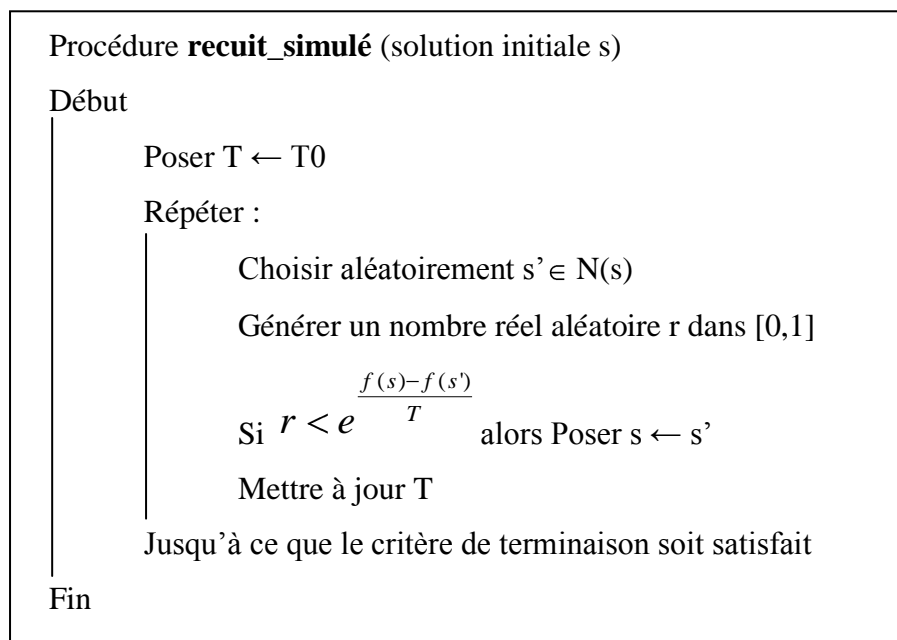 Procédure recuit_simulé (solution initiale s)
Début
Poser T ← T0
Répéter :
Choisir aléatoirement s’∈ N(s)
Générer un nombre réel aléatoire r dans [0,1]
Si r < e^{\frac{f(s)-f(s')}{T}} alors Poser s ← s’
Mettre à jour T
Jusqu’à ce que le critère de terminaison soit satisfait
Fin